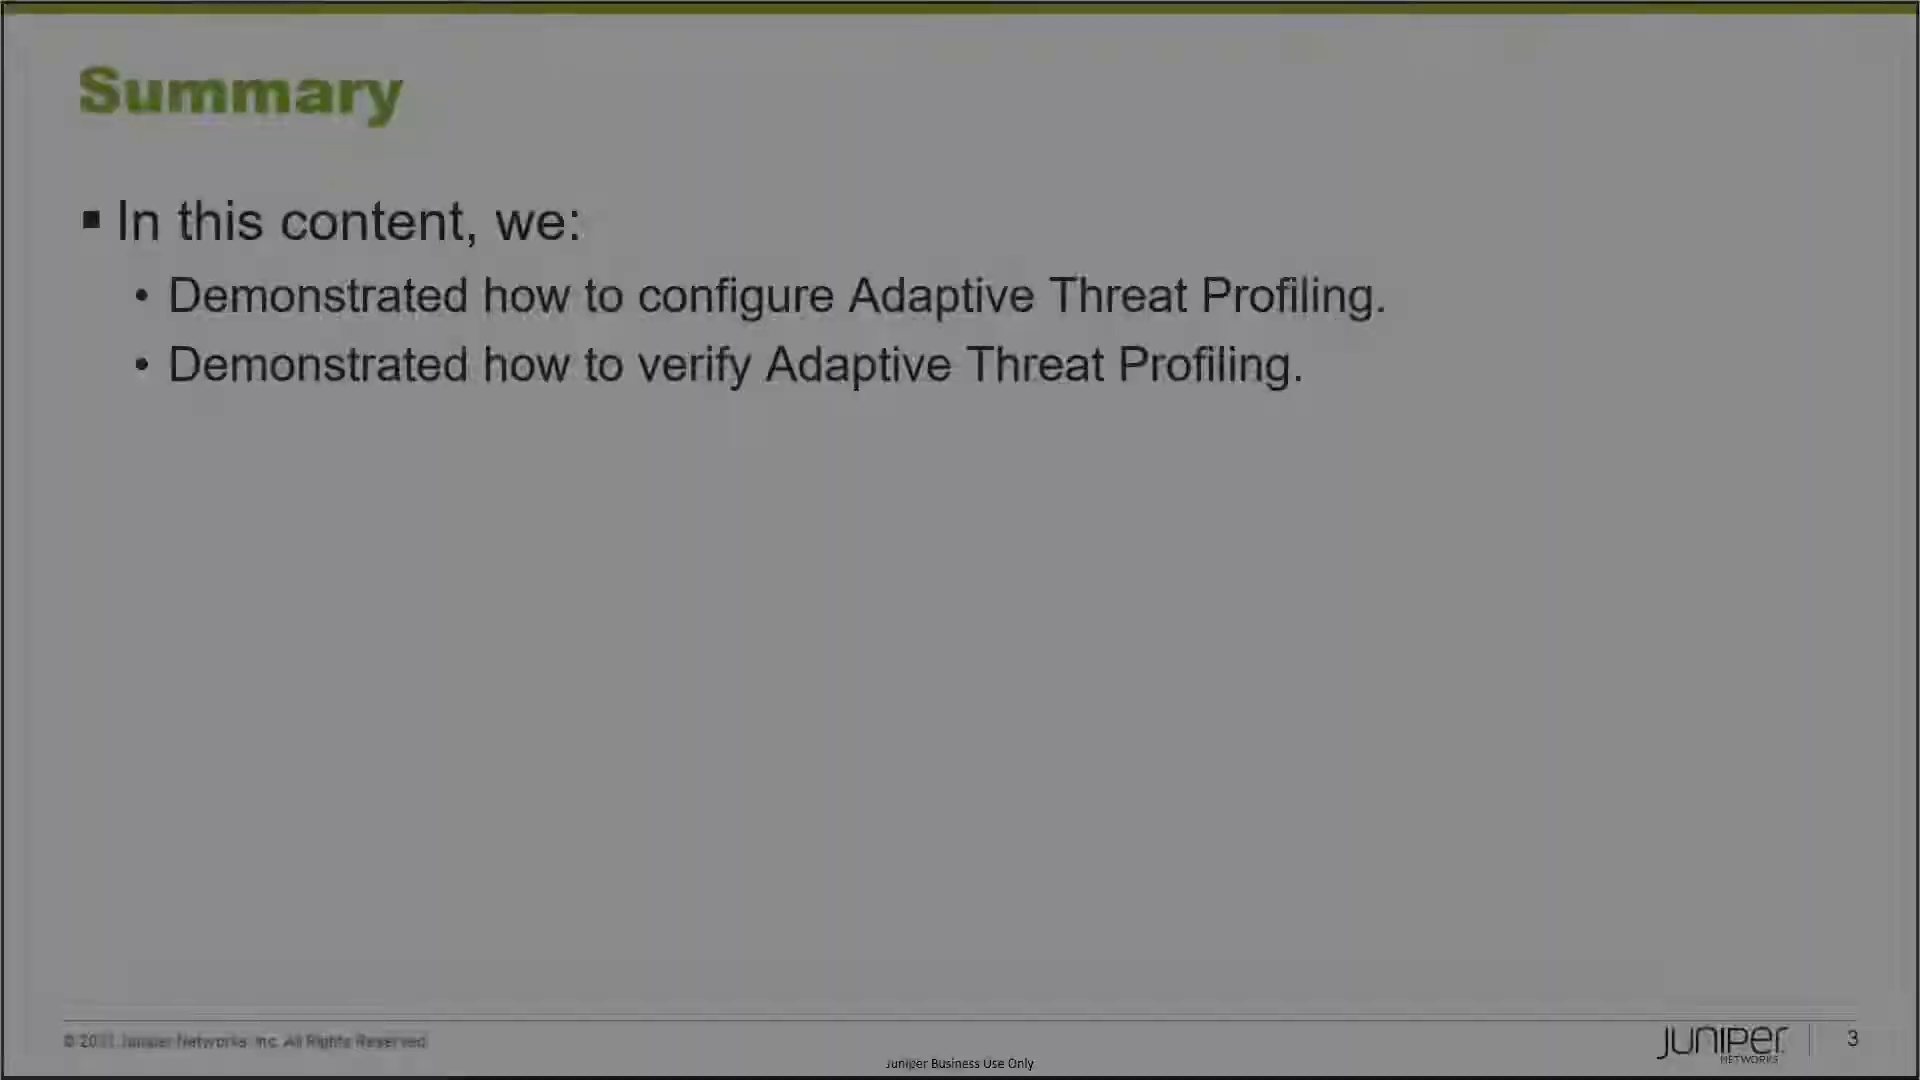 Summary
▪ In this content, we:
• Demonstrated how to configure Adaptive Threat Profiling.
• Demonstrated how to verify Adaptive Threat Profiling.
© 2021 Juniper Networks, Inc. All Rights Reserved
JUNIPer
NETWORKS
3
Juniper Business Use Only